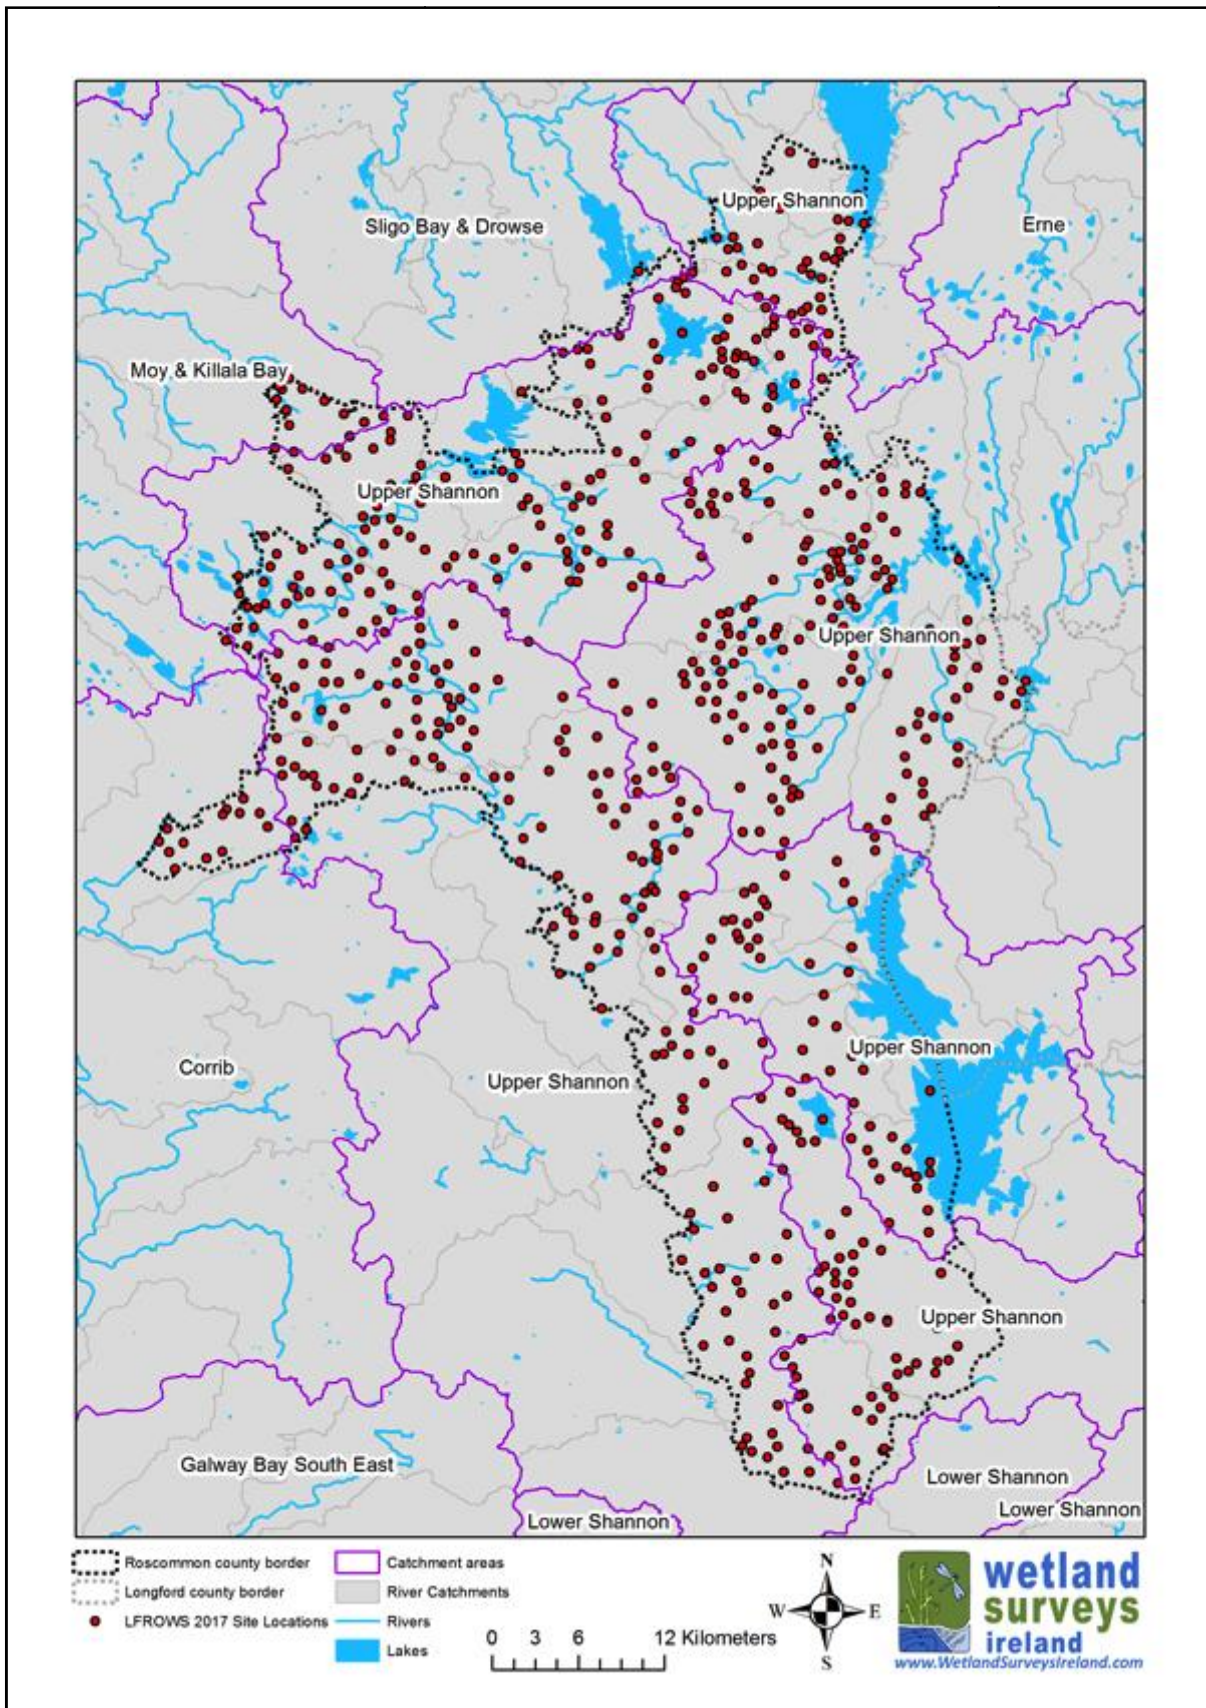 Upper Shannon
Sligo Bay & Drowse
Erne
Moy & Killala Bay
Upper Shannon
Upper Shannon
Upper Shannon
Corrib
Upper Shannon
Upper Shannon
Galway Bay South East
Lower Shannon
Lower Shannon
Lower Shannon
Roscommon county border
Longford county border
LFROWS 2017 Site Locations
Catchment areas
River Catchments
Rivers
Lakes
0 3 6 12 Kilometers
N
W E
S
wetland
surveys
ireland
www.WetlandSurveysIreland.com